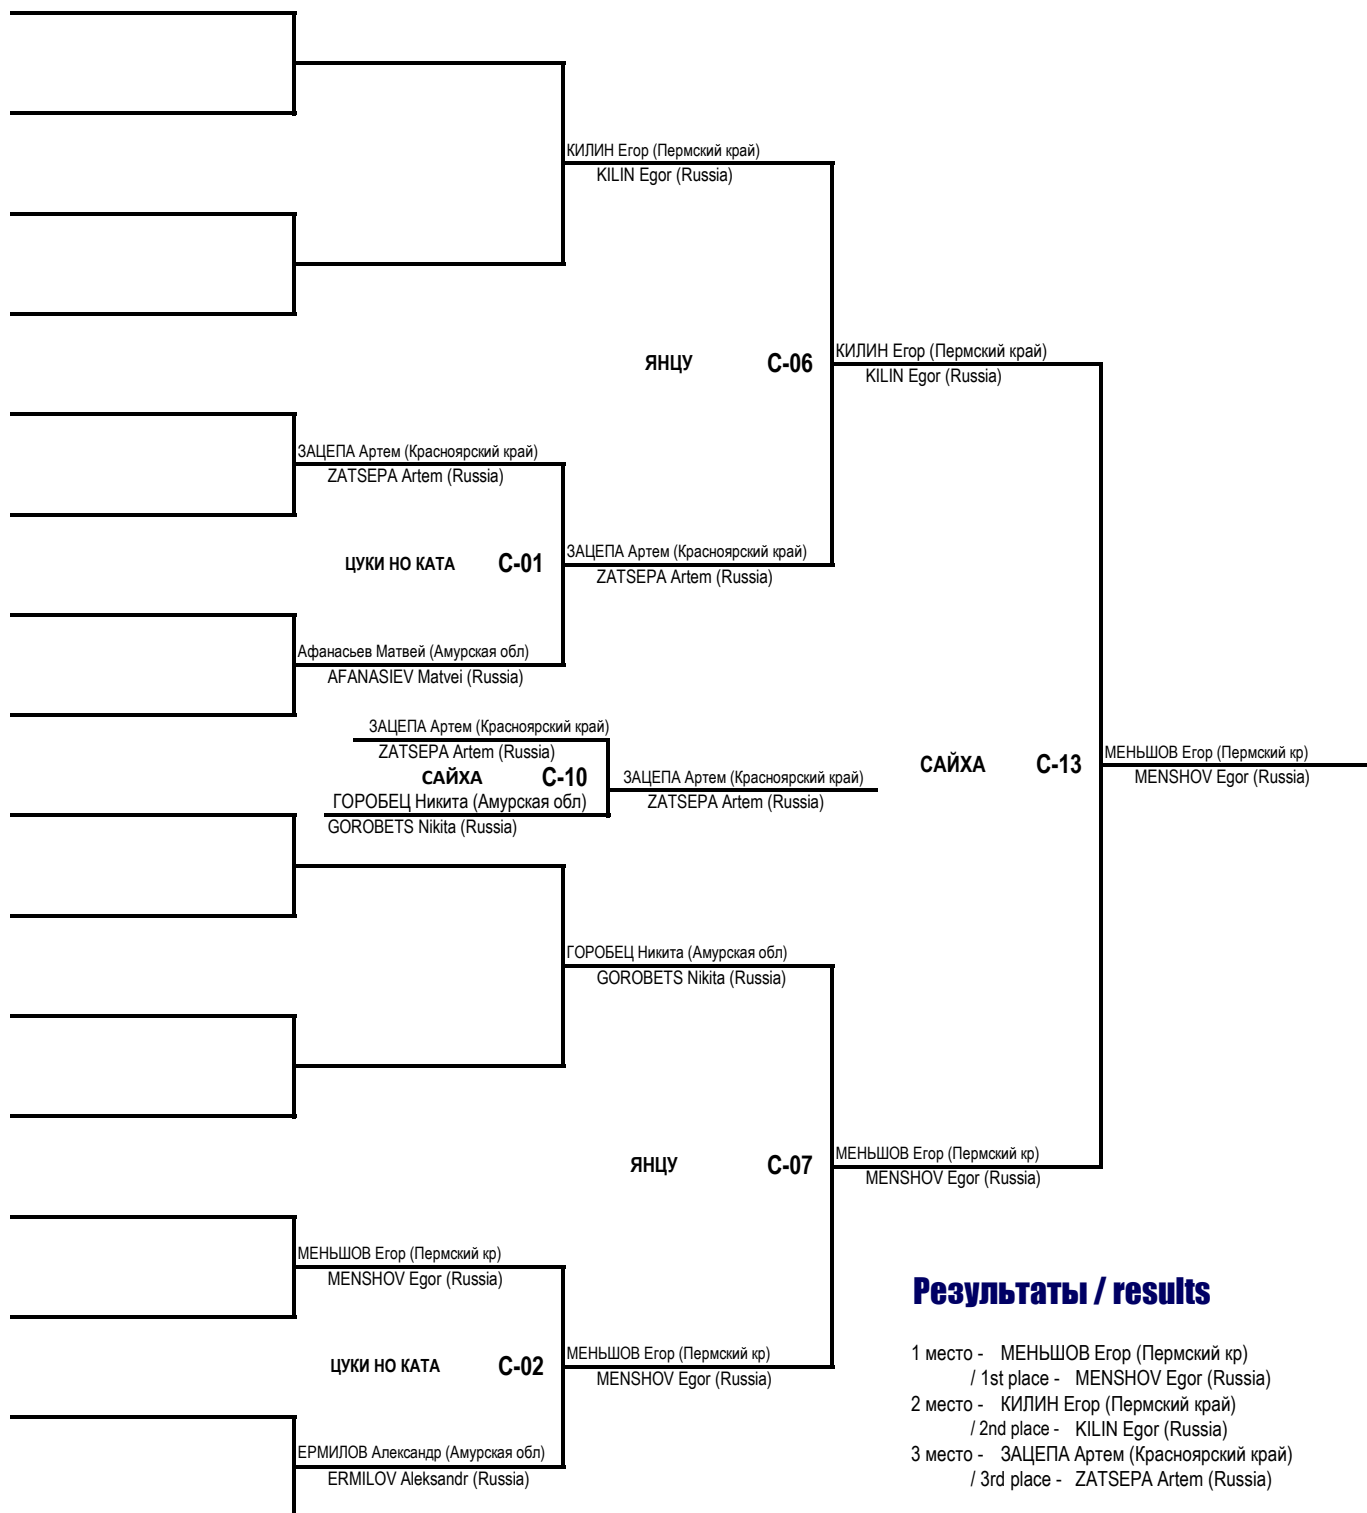 КИЛИН Егор (Пермский край)
KILIN Egor (Russia)
ЯНЦУ C-06
КИЛИН Егор (Пермский край)
KILIN Egor (Russia)
ЗАЦЕПА Артем (Красноярский край)
ZATSEPA Artem (Russia)
ЦУКИ НО КАТА C-01
ЗАЦЕПА Артем (Красноярский край)
ZATSEPA Artem (Russia)
Афанасьев Матвей (Амурская обл)
AFANASIEV Matvei (Russia)
ЗАЦЕПА Артем (Красноярский край)
ZATSEPA Artem (Russia)
САЙХА C-10
ГОРОБЕЦ Никита (Амурская обл)
GOROBETS Nikita (Russia)
ЗАЦЕПА Артем (Красноярский край)
ZATSEPA Artem (Russia)
САЙХА C-13
МЕНЬШОВ Егор (Пермский кр)
MENSHOV Egor (Russia)
ГОРОБЕЦ Никита (Амурская обл)
GOROBETS Nikita (Russia)
ЯНЦУ C-07
МЕНЬШОВ Егор (Пермский кр)
MENSHOV Egor (Russia)
МЕНЬШОВ Егор (Пермский кр)
MENSHOV Egor (Russia)
ЦУКИ НО КАТА C-02
МЕНЬШОВ Егор (Пермский кр)
MENSHOV Egor (Russia)
ЕРМИЛОВ Александр (Амурская обл)
ERMILOV Aleksandr (Russia)
Результаты / results
1 место - МЕНЬШОВ Егор (Пермский кр)
/ 1st place - MENSHOV Egor (Russia)
2 место - КИЛИН Егор (Пермский край)
/ 2nd place - KILIN Egor (Russia)
3 место - ЗАЦЕПА Артем (Красноярский край)
/ 3rd place - ZATSEPA Artem (Russia)